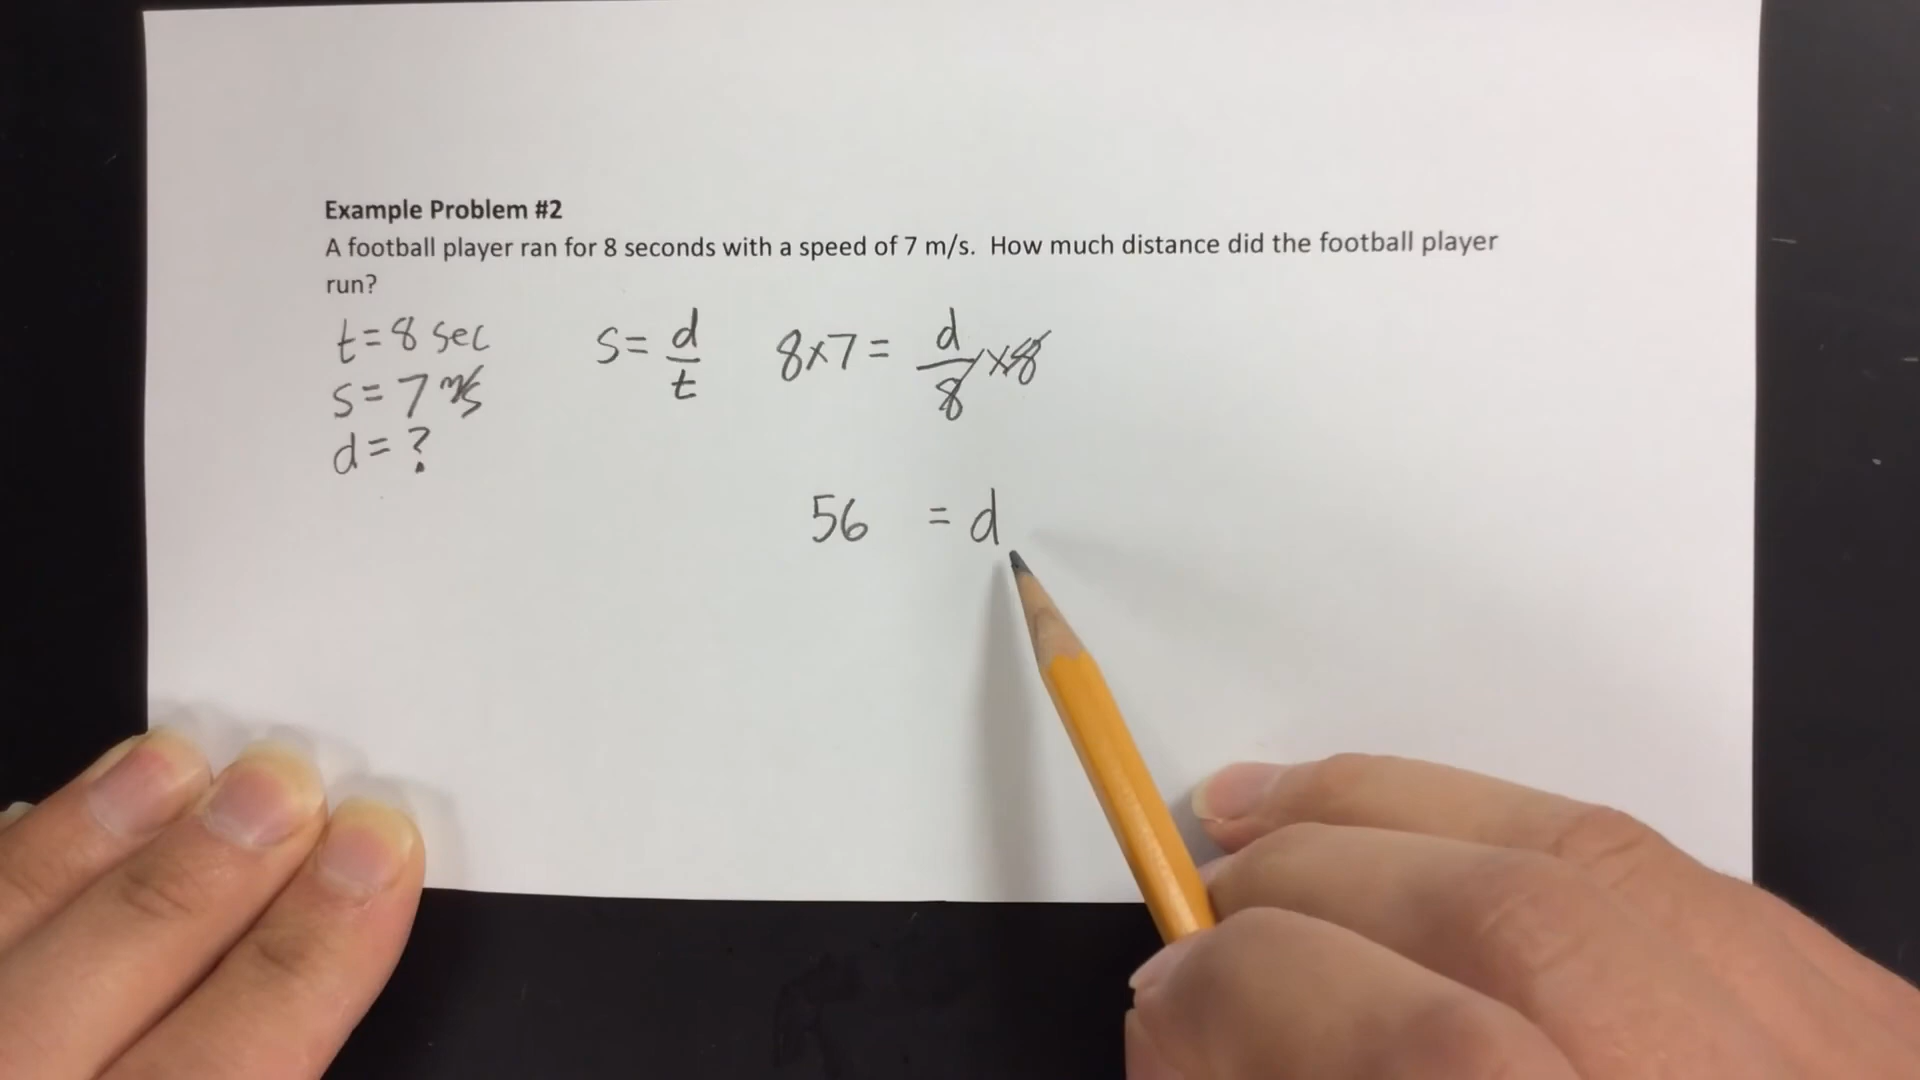 Example Problem #2
A football player ran for 8 seconds with a speed of 7 m/s. How much distance did the football player
run?
t = 8 sec
s = 7 m/s
d = ?
s = d/t
8 x 7 = d/8 x 8
56 = d